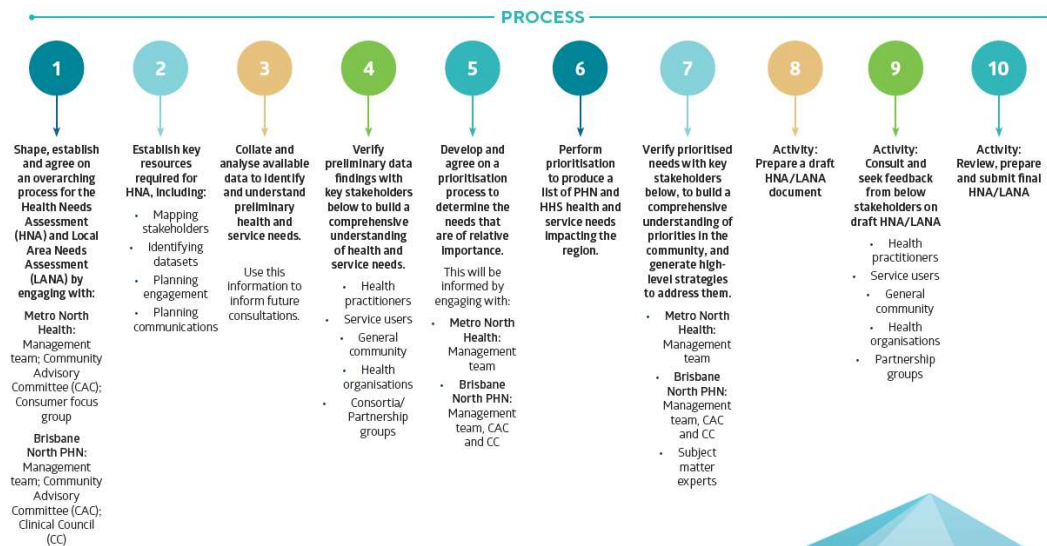 PROCESS
1
Shape, establish
and agree on
an overarching
process for the
Health Needs
Assessment
(HNA) and Local
Area Needs
Assessment
(LANA) by
engaging with:
Metro North
Health:
Management
team; Community
Advisory
Committee (CAC);
Consumer focus
group
Brisbane
North PHN:
Management
team; Community
Advisory
Committee (CAC);
Clinical Council
(CC)
2
Establish key
resources
required for
HNA, including:
• Mapping
stakeholders
• Identifying
datasets
• Planning
engagement
• Planning
communications
3
Collate and
analyse available
data to identify
and understand
preliminary
health and
service needs.
Use this
information to
inform future
consultations.
4
Verify
preliminary data
findings with
key stakeholders
below to build a
comprehensive
understanding
of health and
service needs.
• Health
practitioners
• Service users
• General
community
• Health
organisations
• Consortia/
Partnership
groups
5
Develop and
agree on a
prioritisation
process to
determine the
needs that
are of relative
importance.
This will be
informed by
engaging with:
• Metro North
Health:
Management
team
• Brisbane
North PHN:
Management
team, CAC
and CC
6
Perform
prioritisation
to produce a
list of PHN and
HHS health and
service needs
impacting the
region.
7
Verify prioritised
needs with key
stakeholders
below, to build a
comprehensive
understanding of
priorities in the
community, and
generate high-
level strategies
to address them.
• Metro North
Health:
Management
team
• Brisbane
North PHN:
Management
team, CAC
and CC
• Subject
matter
experts
8
Activity:
Prepare a draft
HNA/LANA
document
9
Activity:
Consult and
seek feedback
from below
stakeholders on
draft HNA/LANA
• Health
practitioners
• Service users
• General
community
• Health
organisations
• Partnership
groups
10
Activity:
Review, prepare
and submit final
HNA/LANA